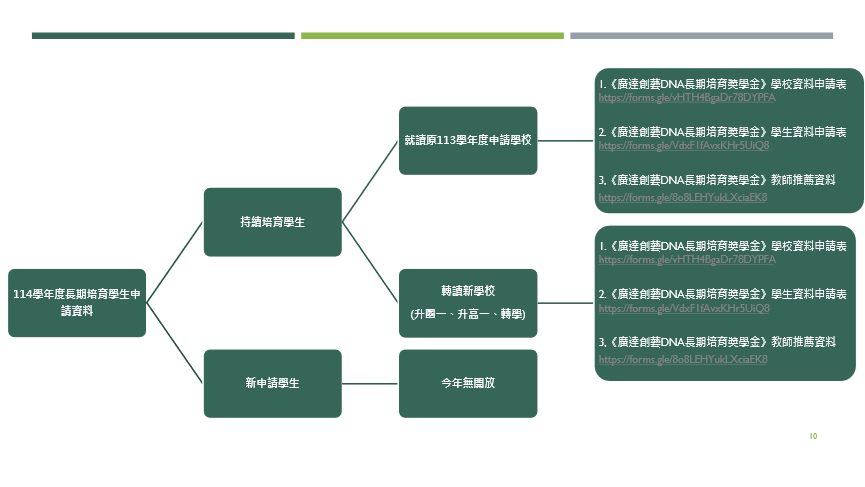 114學年度長期培育學生申
請資料
持續培育學生
就讀原113學年度申請學校
1.《廣達創藝DNA長期培育獎學金》學校資料申請表
https://forms.gle/vHTH4BgaDr78DYPFA
2.《廣達創藝DNA長期培育獎學金》學生資料申請表
https://forms.gle/VdxF1fAvxKHr5UiQ8
3.《廣達創藝DNA長期培育獎學金》教師推薦資料
https://forms.gle/8o8LEHYukLXciaEK8
轉讀新學校
(升國一、升高一、轉學)
1.《廣達創藝DNA長期培育獎學金》學校資料申請表
https://forms.gle/vHTH4BgaDr78DYPFA
2.《廣達創藝DNA長期培育獎學金》學生資料申請表
https://forms.gle/VdxF1fAvxKHr5UiQ8
3.《廣達創藝DNA長期培育獎學金》教師推薦資料
https://forms.gle/8o8LEHYukLXciaEK8
新申請學生
今年無開放
10